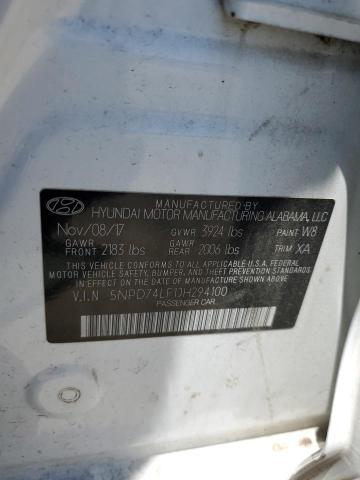 MANUFACTURED BY
HYUNDAI MOTOR MANUFACTURING ALABAMA, LLC
Nov/08/17 GVWR 3924 lbs PAINT W8
GAWR FRONT 2183 lbs GAWR REAR 2006 lbs TRIM XA
THIS VEHICLE CONFORMS TO ALL APPLICABLE U.S.A. FEDERAL
MOTOR VEHICLE SAFETY, BUMPER, AND THEFT PREVENTION
STANDARDS IN EFFECT ON THE DATE OF MANUFACTURE SHOWN ABOVE.
V.I.N 5NPD74LF1JH294100
PASSENGER CAR